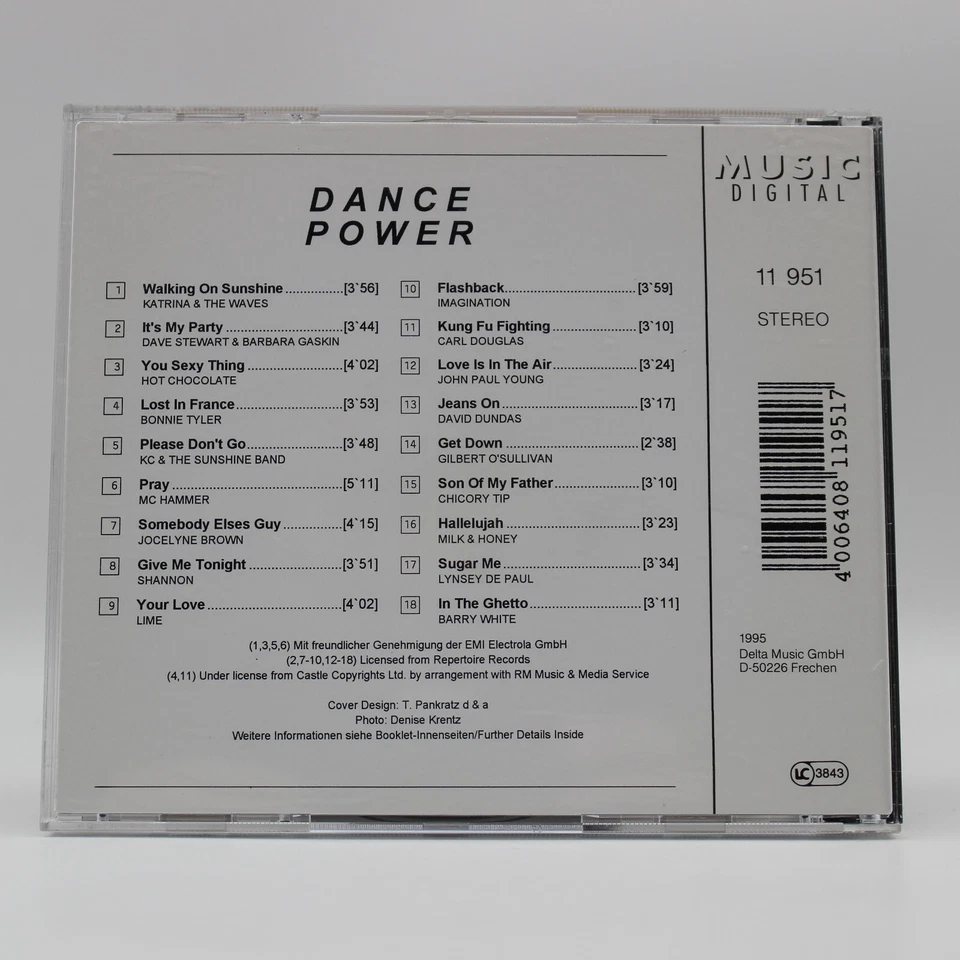 DANCE
POWER
1 Walking On Sunshine...............[3`56]
KATRINA & THE WAVES
2 It's My Party..............................[3`44]
DAVE STEWART & BARBARA GASKIN
3 You Sexy Thing........................[4`02]
HOT CHOCOLATE
4 Lost In France...........................[3`53]
BONNIE TYLER
5 Please Don't Go........................[3`48]
KC & THE SUNSHINE BAND
6 Pray...........................................[5`11]
MC HAMMER
7 Somebody Elses Guy...............[4`15]
JOCELYNE BROWN
8 Give Me Tonight........................[3`51]
SHANNON
9 Your Love..................................[4`02]
LIME
10 Flashback.................................[3`59]
IMAGINATION
11 Kung Fu Fighting.....................[3`10]
CARL DOUGLAS
12 Love Is In The Air.....................[3`24]
JOHN PAUL YOUNG
13 Jeans On..................................[3`17]
DAVID DUNDAS
14 Get Down.................................[2`38]
GILBERT O'SULLIVAN
15 Son Of My Father.....................[3`10]
CHICORY TIP
16 Hallelujah.................................[3`23]
MILK & HONEY
17 Sugar Me..................................[3`34]
LYNSEY DE PAUL
18 In The Ghetto...........................[3`11]
BARRY WHITE
(1,3,5,6) Mit freundlicher Genehmigung der EMI Electrola GmbH
(2,7-10,12-18) Licensed from Repertoire Records
(4,11) Under license from Castle Copyrights Ltd. by arrangement with RM Music & Media Service
Cover Design: T. Pankratz d & a
Photo: Denise Krentz
Weitere Informationen siehe Booklet-Innenseiten/Further Details Inside
MUSIC
DIGITAL
11 951
STEREO
4 006408 119517
1995
Delta Music GmbH
D-50226 Frechen
LC 3843